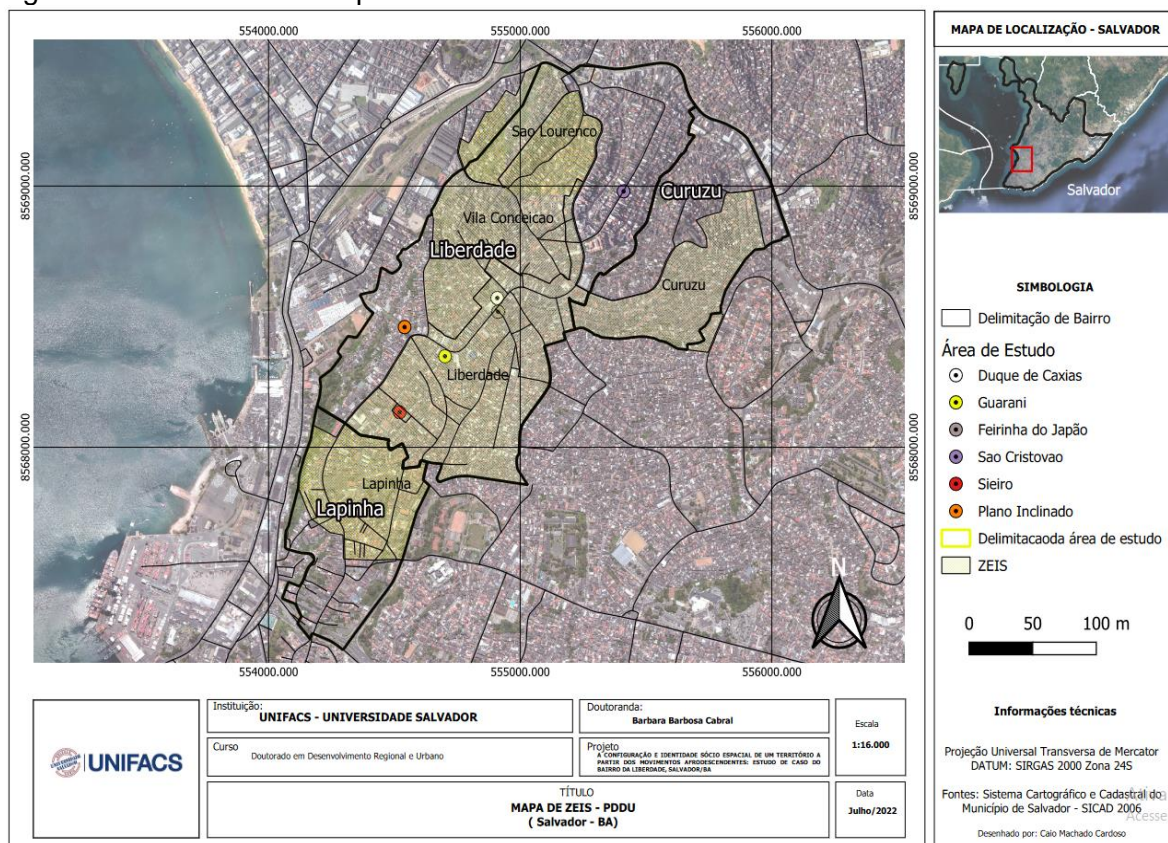 554000.000
555000.000
556000.000
8569000.000
8568000.000
Sao Lourenco
Vila Conceicao
Liberdade
Curuzu
Curuzu
Liberdade
Lapinha
Lapinha
N
8569000.000
8568000.000
554000.000
555000.000
556000.000
MAPA DE LOCALIZAÇÃO - SALVADOR
Salvador
SIMBOLOGIA
Delimitação de Bairro
Área de Estudo
Duque de Caxias
Guarani
Feirinha do Japão
Sao Cristovao
Sieiro
Plano Inclinado
Delimitacaoda área de estudo
ZEIS
0 50 100 m
Informações técnicas
Projeção Universal Transversa de Mercator
DATUM: SIRGAS 2000 Zona 24S
Fontes: Sistema Cartográfico e Cadastral do
Município de Salvador - SICAD 2006
Acesse
Desenhado por: Caio Machado Cardoso
UNIFACS
Instituição:
UNIFACS - UNIVERSIDADE SALVADOR
Doutoranda:
Barbara Barbosa Cabral
Curso
Doutorado em Desenvolvimento Regional e Urbano
Projeto
A CONFIGURAÇÃO E IDENTIDADE SÓCIO ESPACIAL DE UM TERRITÓRIO A
PARTIR DOS MOVIMENTOS AFRODESCENDENTES: ESTUDO DE CASO DO
BAIRRO DA LIBERDADE, SALVADOR/BA
Escala
1:16.000
TÍTULO
MAPA DE ZEIS - PDDU
( Salvador - BA)
Data
Julho/2022